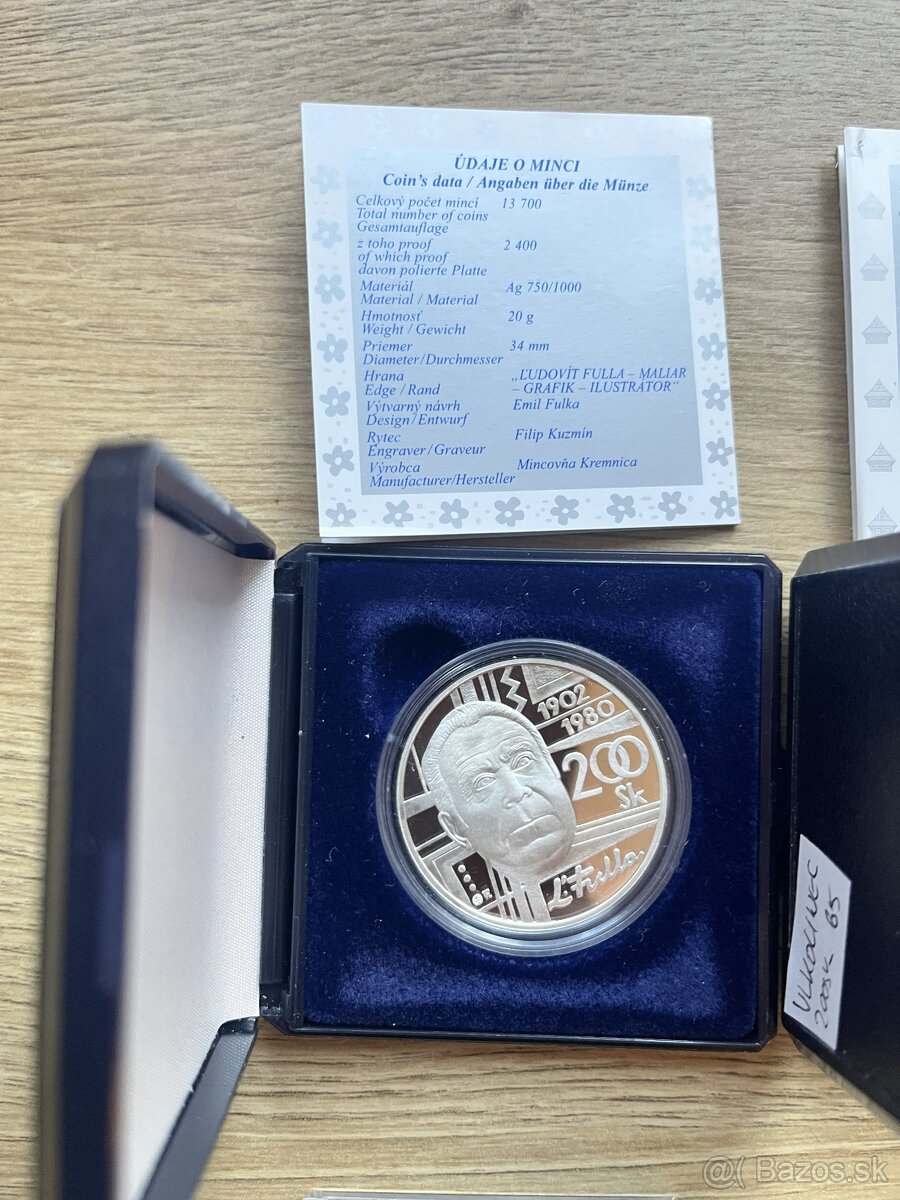 ÚDAJE O MINCI
Coin's data / Angaben über die Münze
Celkový počet mincí 13 700
Total number of coins
Gesamtauflage
z toho proof 2 400
of which proof
davon polierte Platte
Materiál Ag 750/1000
Material / Material
Hmotnosť 20 g
Weight / Gewicht
Priemer 34 mm
Diameter/Durchmesser
Hrana „ĽUDOVÍT FULLA – MALIAR
Edge / Rand – GRAFIK – ILUSTRÁTOR“
Výtvarný návrh Emil Fulka
Design/Entwurf
Rytec Filip Kuzmín
Engraver/Graveur
Výrobca Mincovňa Kremnica
Manufacturer/Hersteller
1902
1980
200
Sk
Ľ. Fulla
VLKOLINEC
200SK 65
@( Bazos.sk